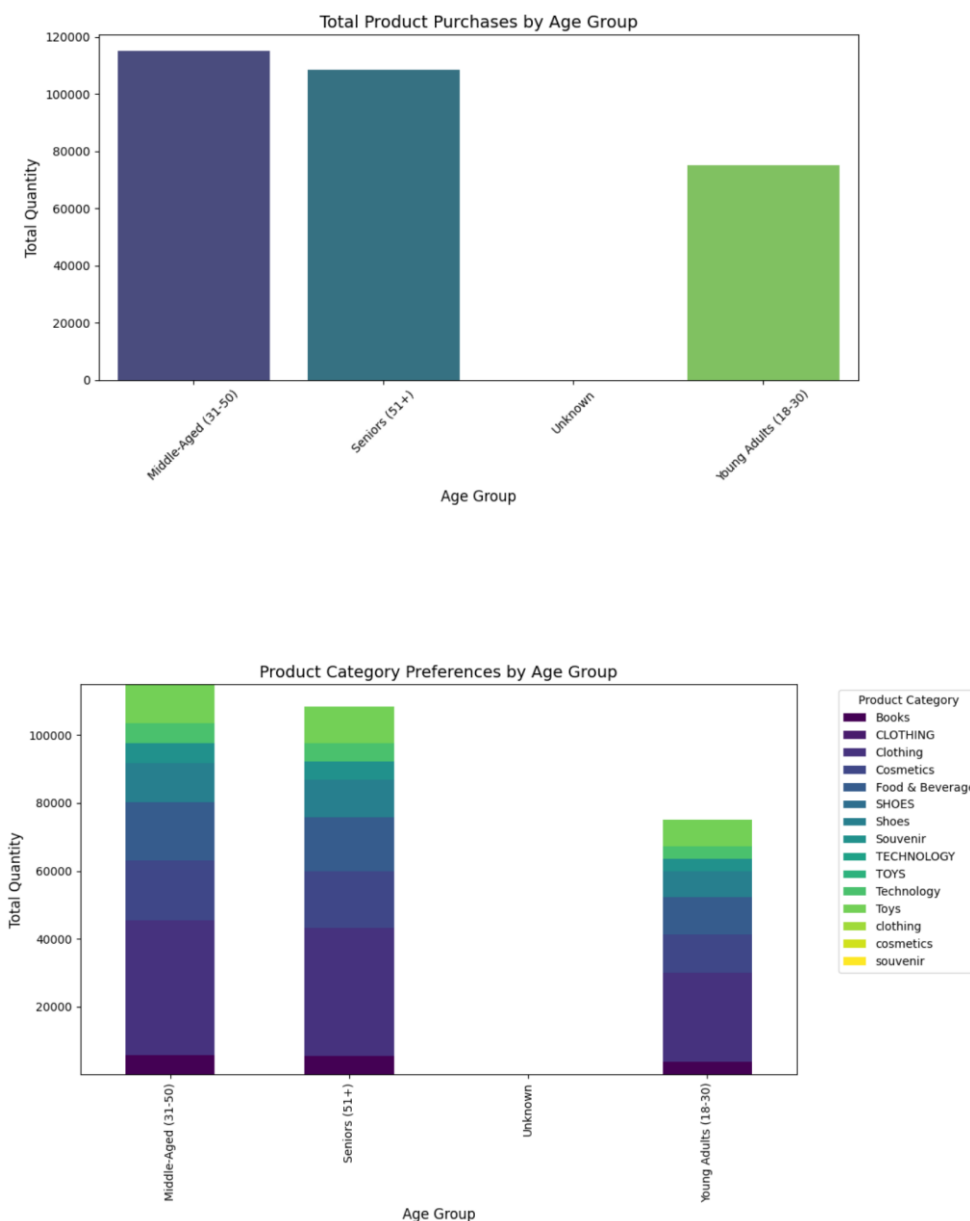 Total Product Purchases by Age Group
120000
100000
80000
60000
40000
20000
0
Total Quantity
Middle-Aged (31-50)
Seniors (51+)
Unknown
Young Adults (18-30)
Age Group
Product Category Preferences by Age Group
100000
80000
60000
40000
20000
Total Quantity
Middle-Aged (31-50)
Seniors (51+)
Unknown
Young Adults (18-30)
Age Group
Product Category
Books
CLOTHING
Clothing
Cosmetics
Food & Beverage
SHOES
Shoes
Souvenir
TECHNOLOGY
TOYS
Technology
Toys
clothing
cosmetics
souvenir